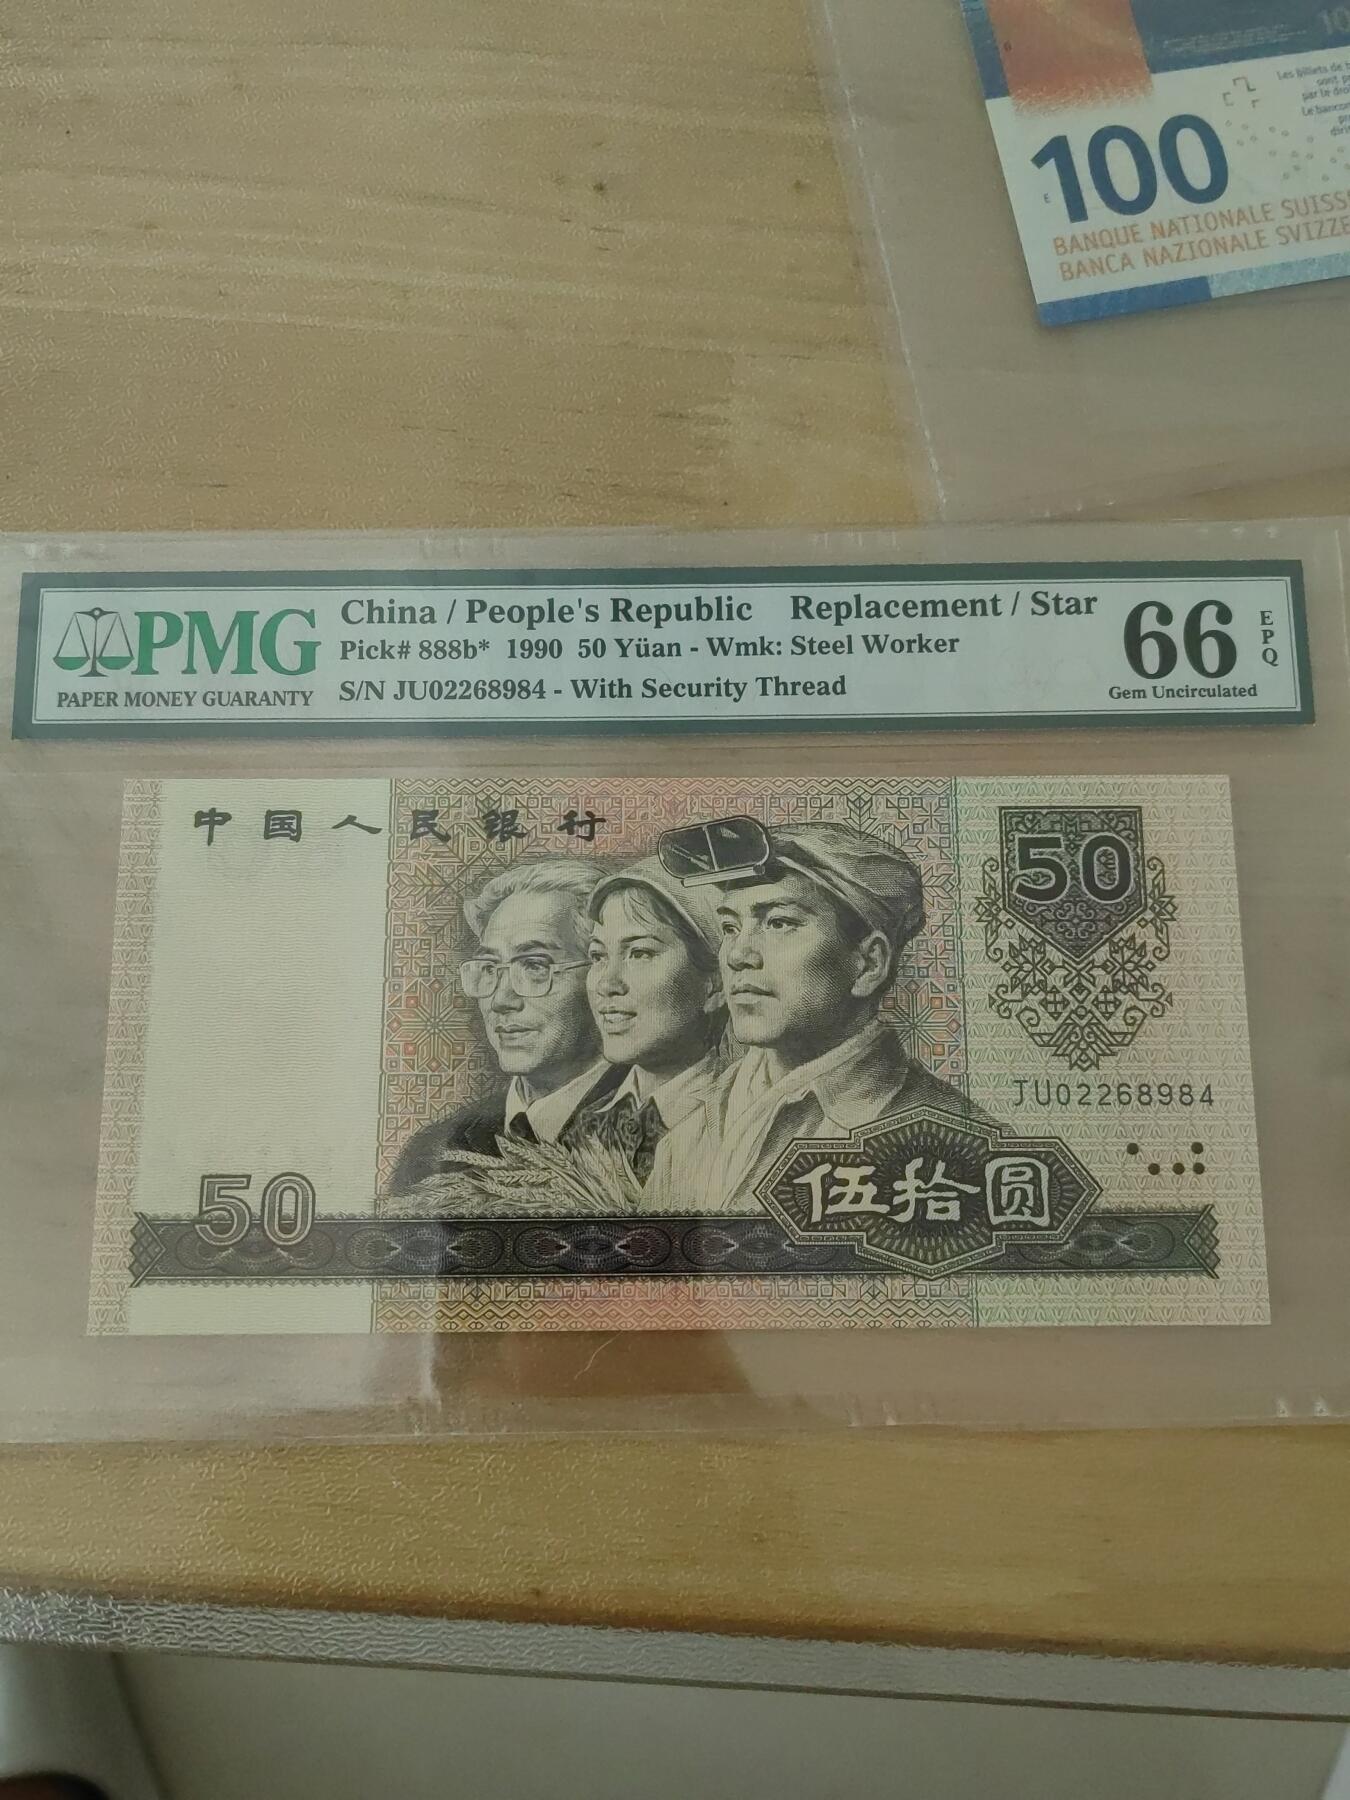 100
BANQUE NATIONALE SUISS
BANCA NAZIONALE SVIZZE
PMG
PAPER MONEY GUARANTY
China / People's Republic Replacement / Star
Pick# 888b* 1990 50 Yüan - Wmk: Steel Worker
S/N JU02268984 - With Security Thread
66
EPQ
Gem Uncirculated
中国人民银行
50
JU02268984
50
伍拾圆